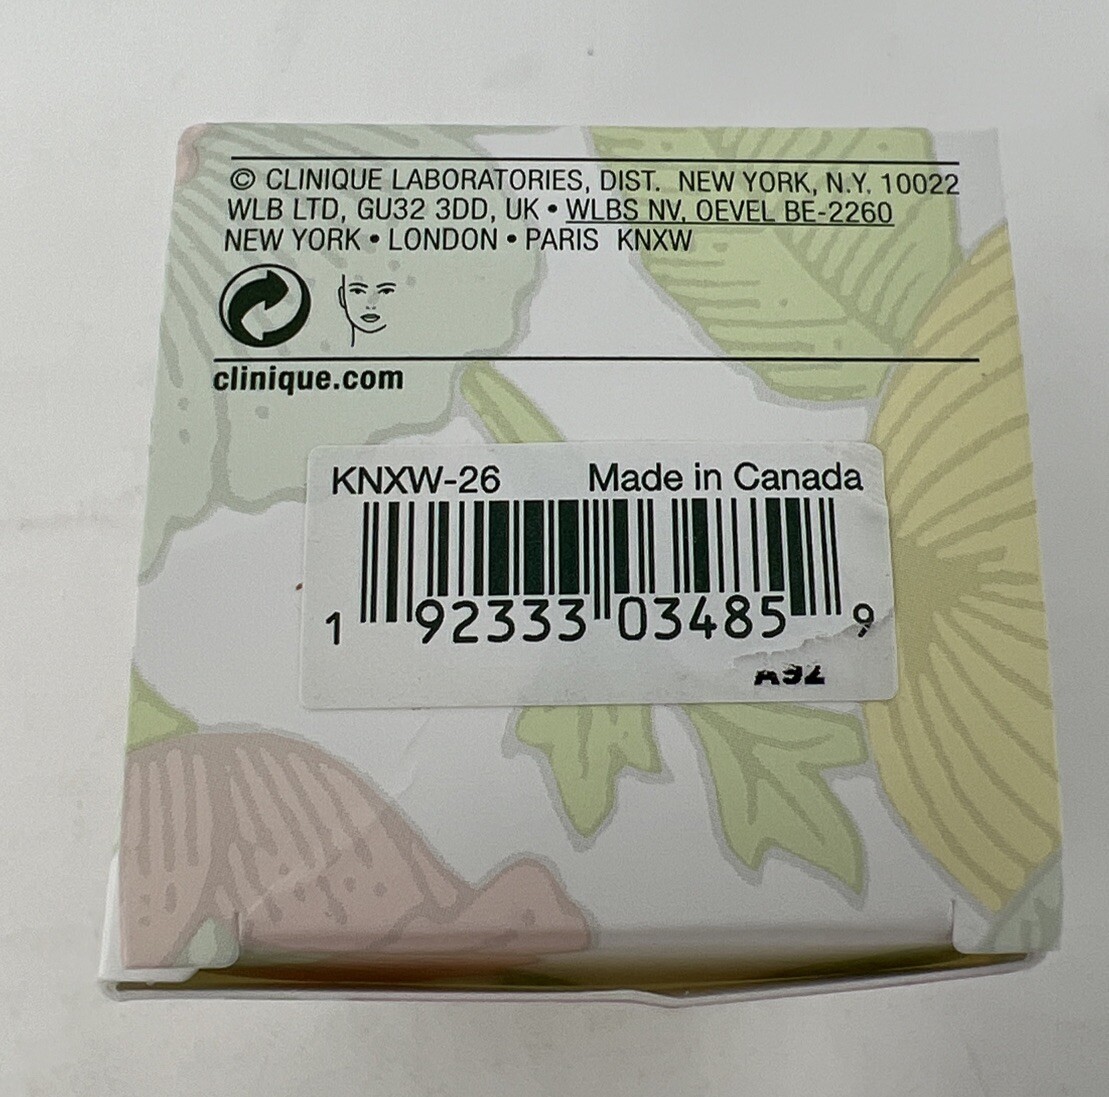 © CLINIQUE LABORATORIES, DIST. NEW YORK, N.Y. 10022
WLB LTD, GU32 3DD, UK • WLBS NV, OEVEL BE-2260
NEW YORK • LONDON • PARIS KNXW
clinique.com
KNXW-26 Made in Canada
1 92333 03485 9
A92